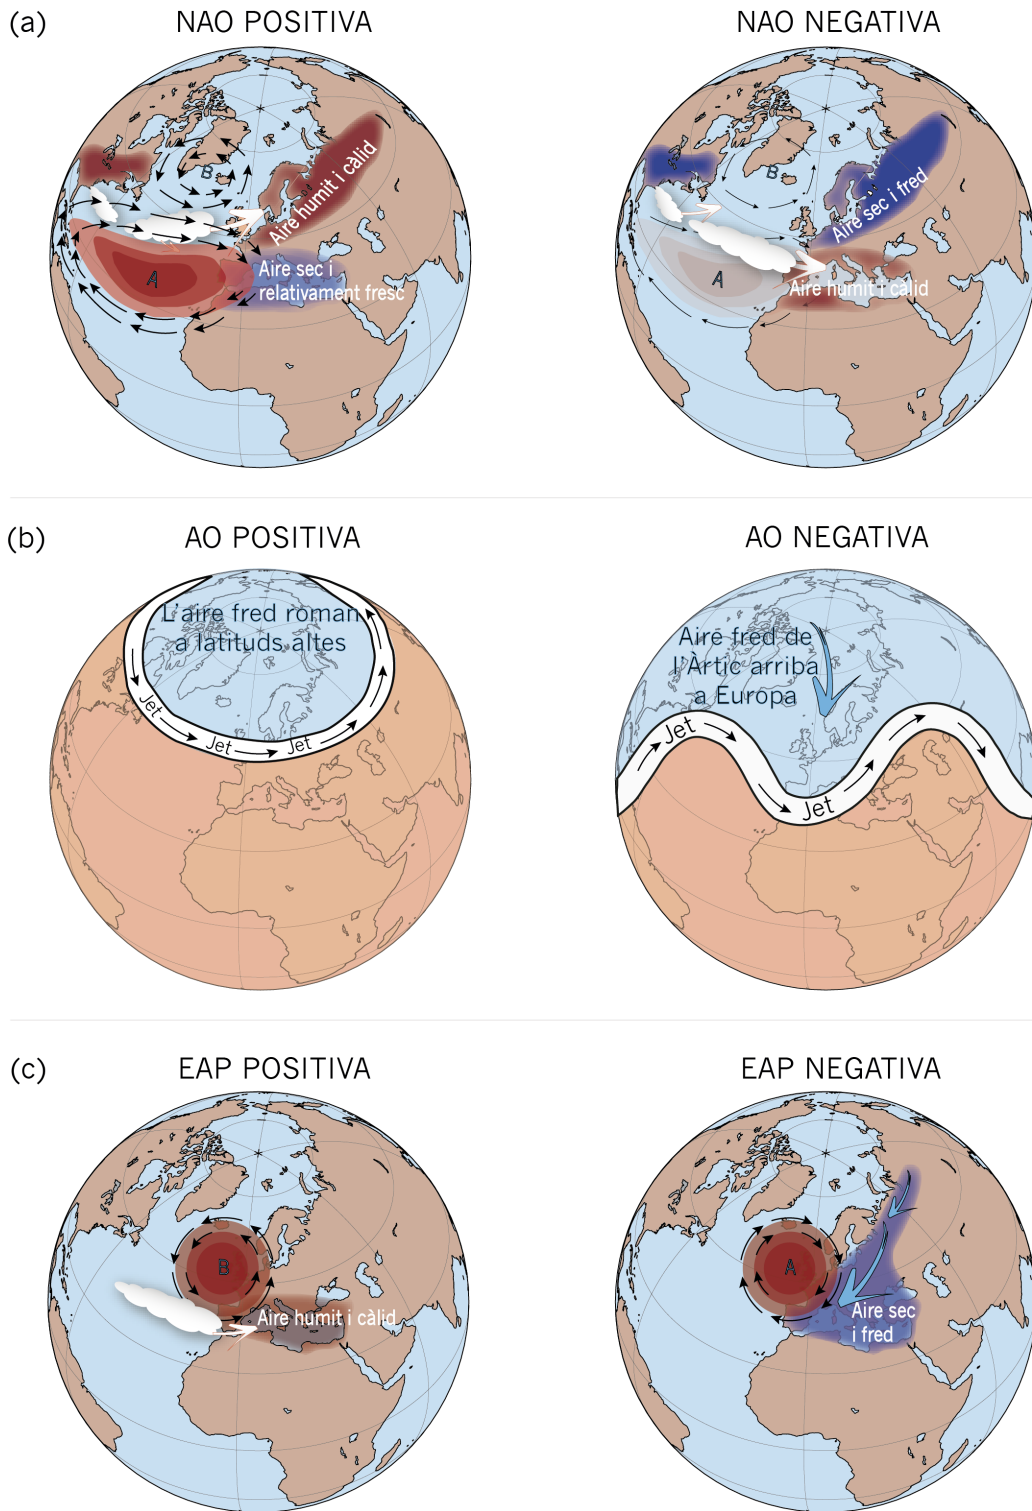 (a)
NAO POSITIVA
NAO NEGATIVA
B
A
Aire humit i càlid
Aire sec i
relativament fresc
B
A
Aire sec i fred
Aire humit i càlid
(b)
AO POSITIVA
AO NEGATIVA
L'aire fred roman
a latituds altes
Jet
Jet
Jet
Aire fred de
l'Àrtic arriba
a Europa
Jet
Jet
(c)
EAP POSITIVA
EAP NEGATIVA
B
Aire humit i càlid
A
Aire sec
i fred